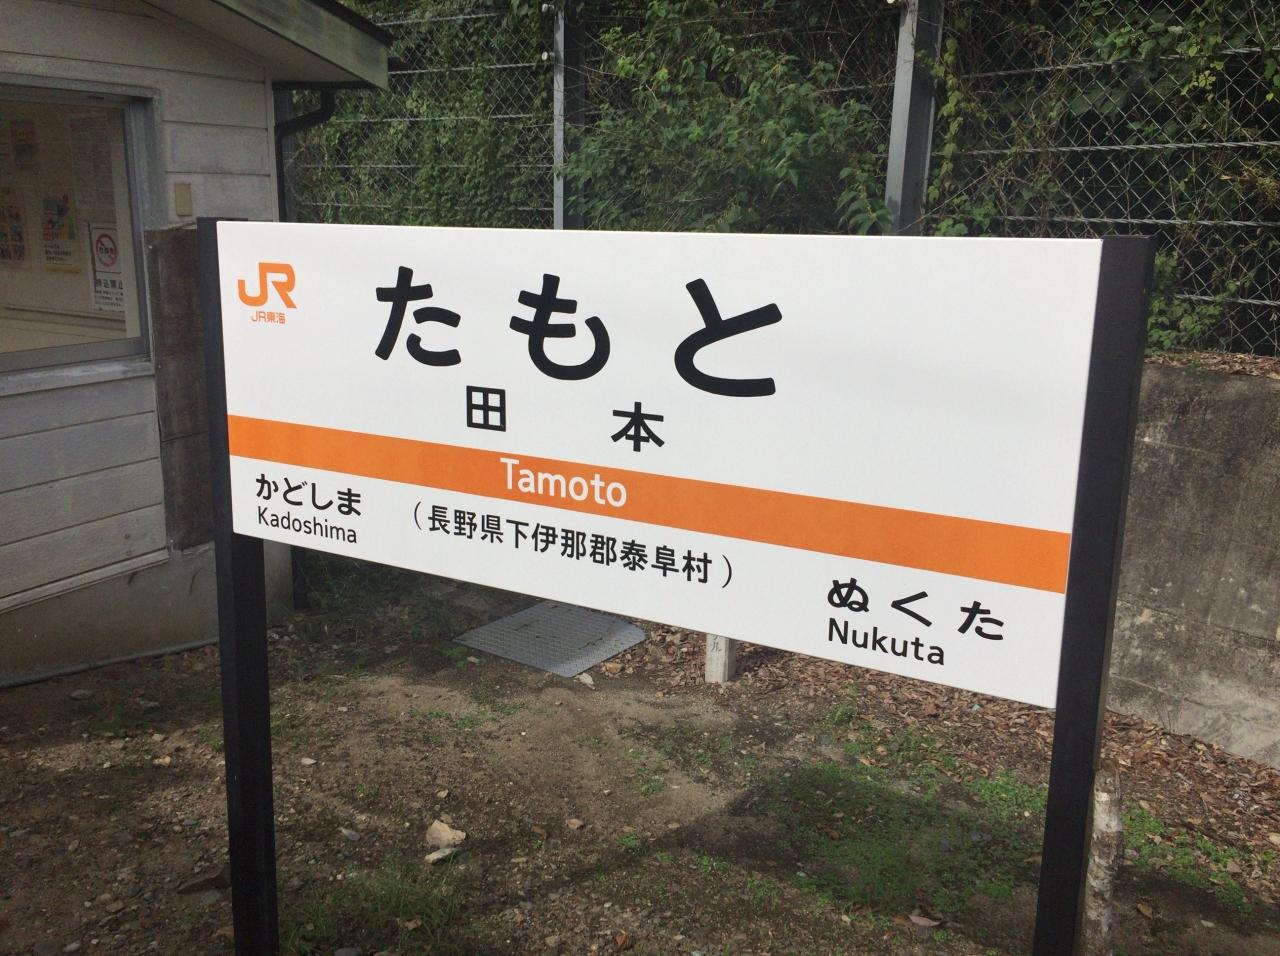 JR
JR東海
たもと
田本
Tamoto
かどしま
Kadoshima
（長野県下伊那郡泰阜村）
ぬくた
Nukuta